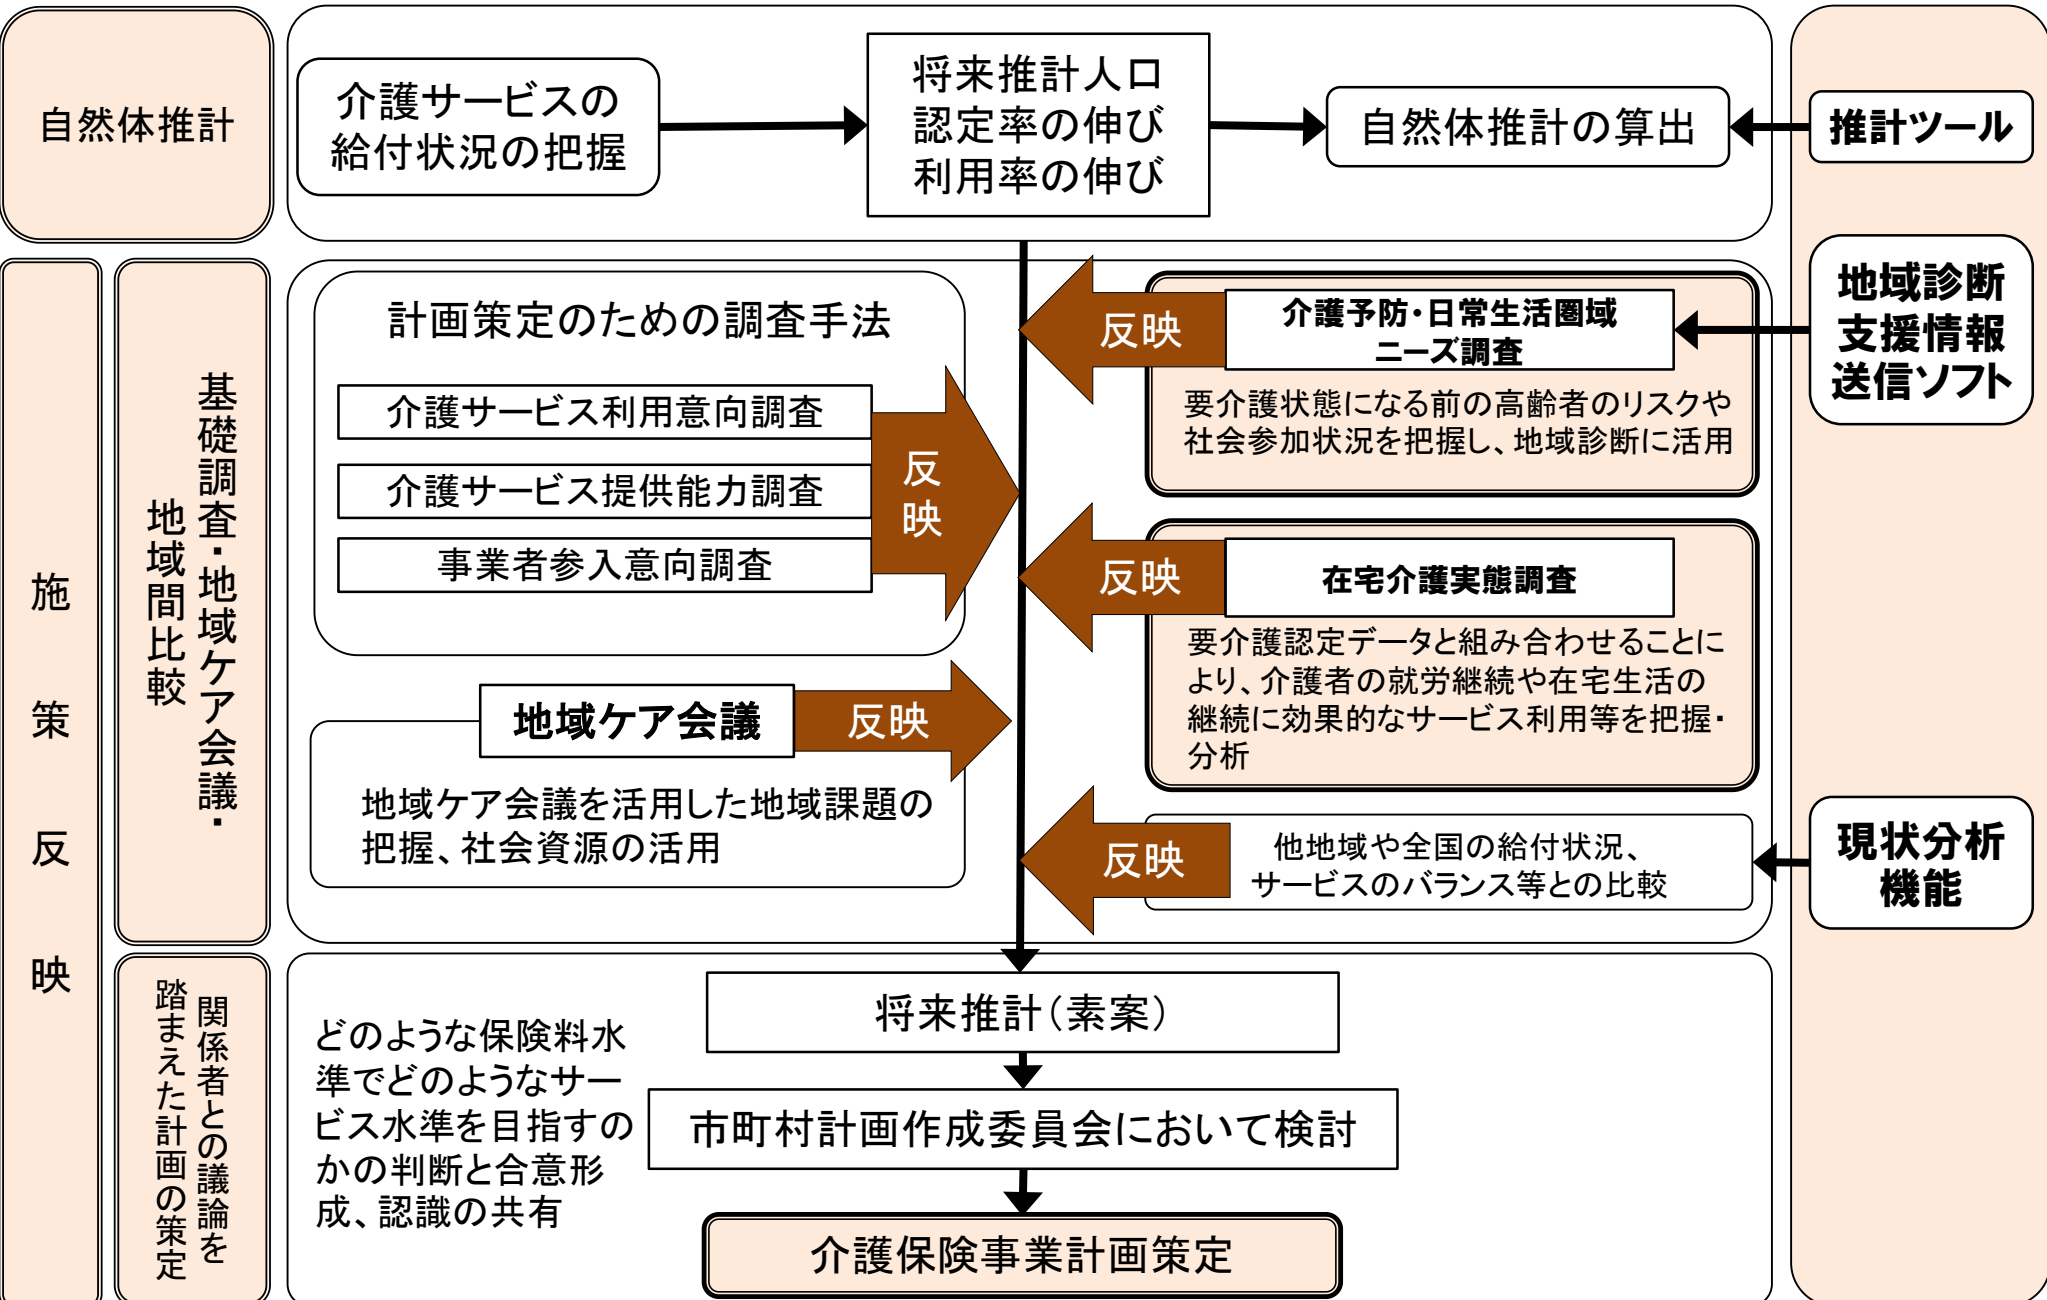 自然体推計
介護サービスの
給付状況の把握
将来推計人口
認定率の伸び
利用率の伸び
自然体推計の算出
推計ツール
施策反映
基礎調査・地域ケア会議・
地域間比較
計画策定のための調査手法
介護サービス利用意向調査
介護サービス提供能力調査
事業者参入意向調査
反映
反映
介護予防・日常生活圏域
ニーズ調査
要介護状態になる前の高齢者のリスクや
社会参加状況を把握し、地域診断に活用
地域診断
支援情報
送信ソフト
反映
在宅介護実態調査
要介護認定データと組み合わせることに
より、介護者の就労継続や在宅生活の
継続に効果的なサービス利用等を把握・
分析
地域ケア会議
反映
地域ケア会議を活用した地域課題の
把握、社会資源の活用
反映
他地域や全国の給付状況、
サービスのバランス等との比較
現状分析
機能
関係者との議論を
踏まえた計画の策定
どのような保険料水
準でどのようなサー
ビス水準を目指すの
かの判断と合意形
成、認識の共有
将来推計（素案）
市町村計画作成委員会において検討
介護保険事業計画策定